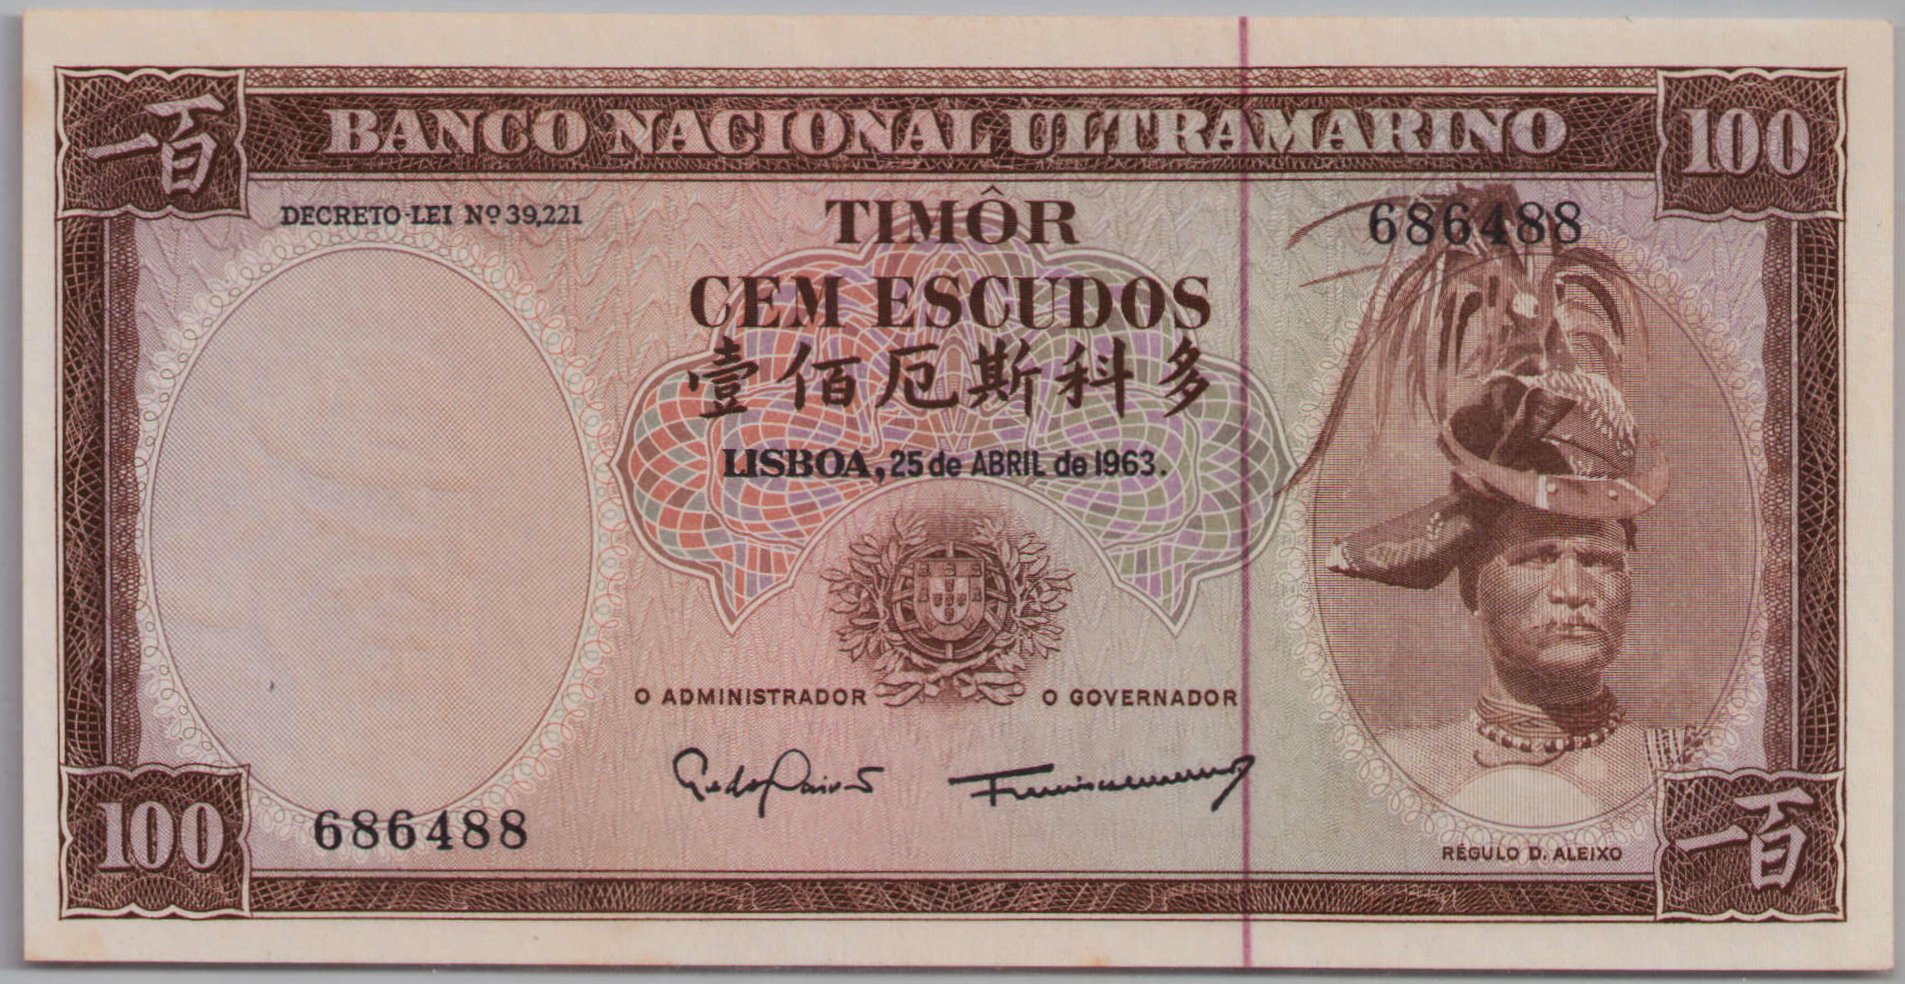 一百
BANCO NACIONAL ULTRAMARINO
100
DECRETO-LEI Nº 39,221
TIMÔR
686488
CEM ESCUDOS
壹佰厄斯科多
LISBOA, 25 de ABRIL de 1963.
O ADMINISTRADOR
O GOVERNADOR
100
686488
RÉGULO D. ALEIXO
一百